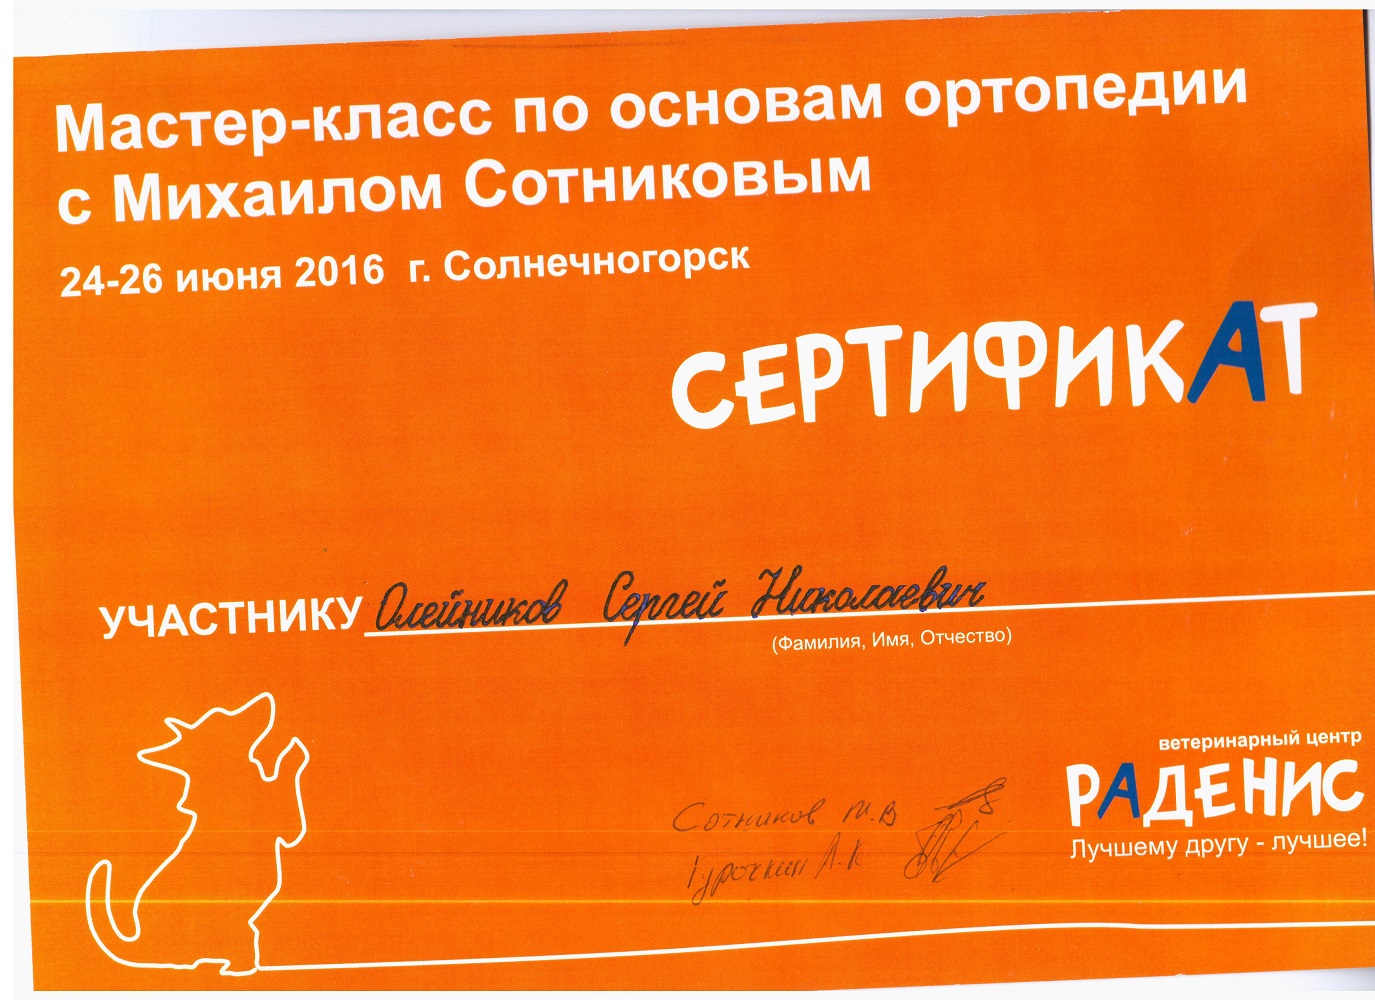 Мастер-класс по основам ортопедии
с Михаилом Сотниковым
24-26 июня 2016 г. Солнечногорск
СЕРТИФИКАТ
УЧАСТНИКУ Олейников Сергей Николаевич
(Фамилия, Имя, Отчество)
ветеринарный центр
РАДЕНИС
Лучшему другу - лучшее!
Сотников М.В